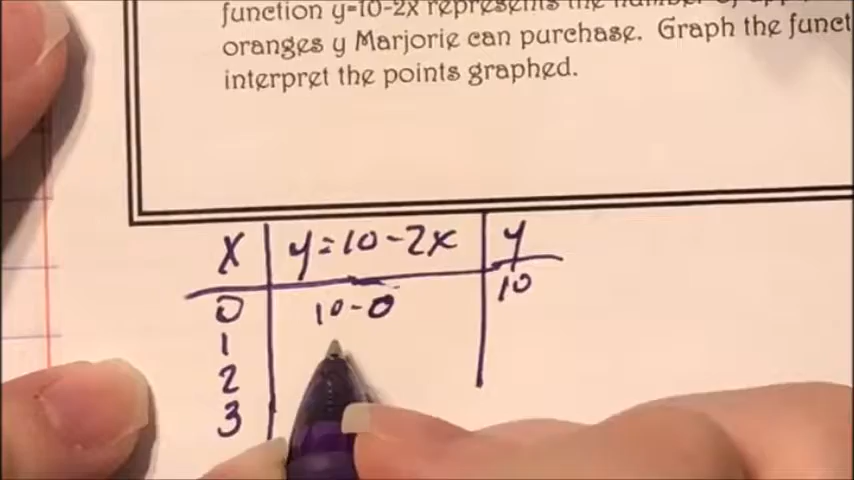 function y=10-2x represents the number of
oranges y Marjorie can purchase. Graph the funct
interpret the points graphed.
x y=10-2x y
0 10-0 10
1
2
3